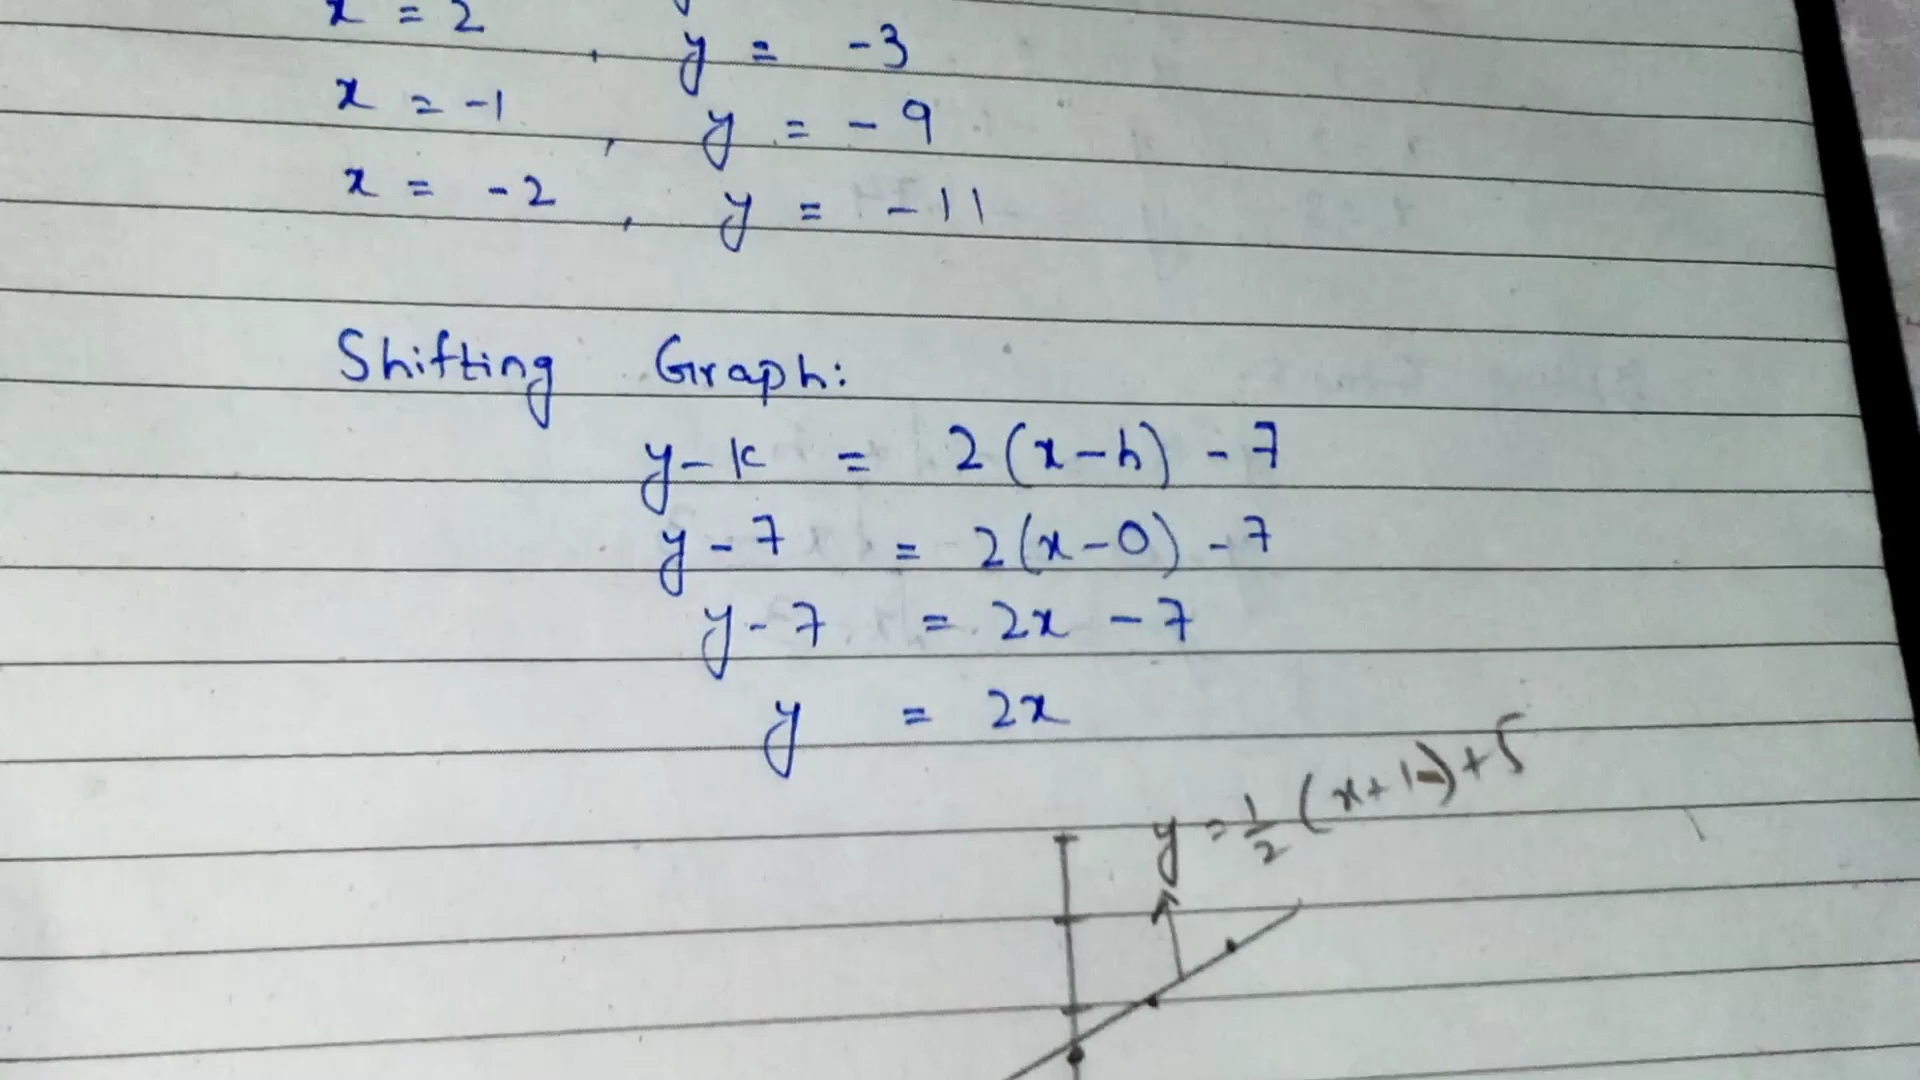 x = 2
, y = -3
x = -1
, y = -9
x = -2
, y = -11
Shifting Graph:
y-k = 2(x-h)-7
y-7 = 2(x-0)-7
y-7 = 2x - 7
y = 2x
y = 1/2 (x+1)+5